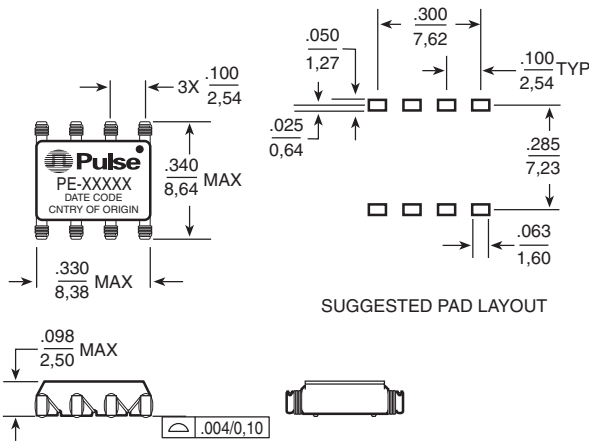 3X .100
2,54
Pulse
PE-XXXXX
DATE CODE
CNTRY OF ORIGIN
.340
8,64 MAX
.330
8,38 MAX
.050
1,27
.300
7,62
.100
2,54 TYP
.025
0,64
.285
7,23
.063
1,60
SUGGESTED PAD LAYOUT
.098
2,50 MAX
.004/0,10